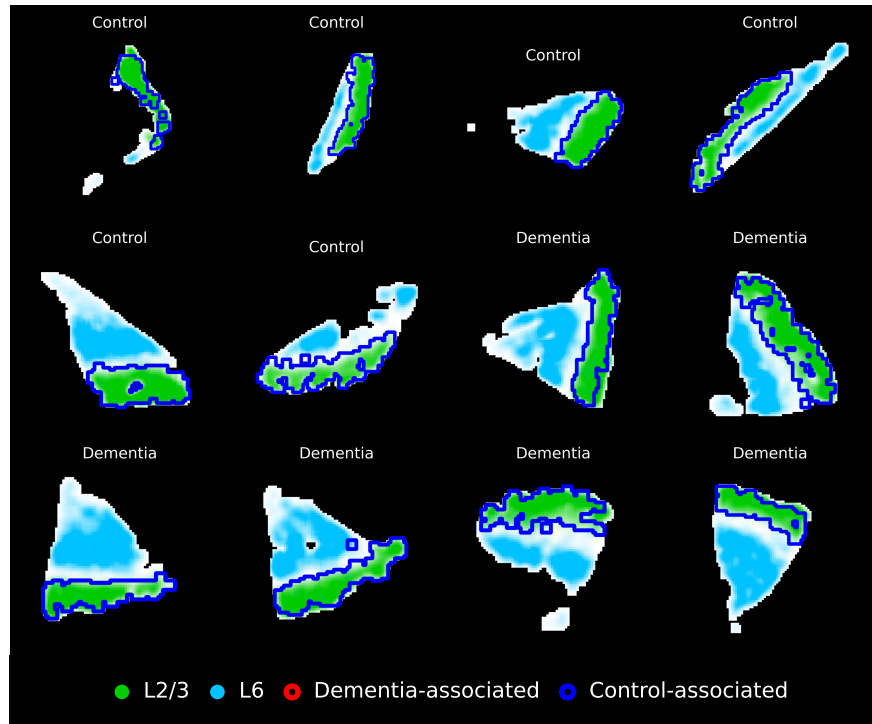 Control
Control
Control
Control
Control
Control
Dementia
Dementia
Dementia
Dementia
Dementia
Dementia
L2/3 L6 Dementia-associated Control-associated